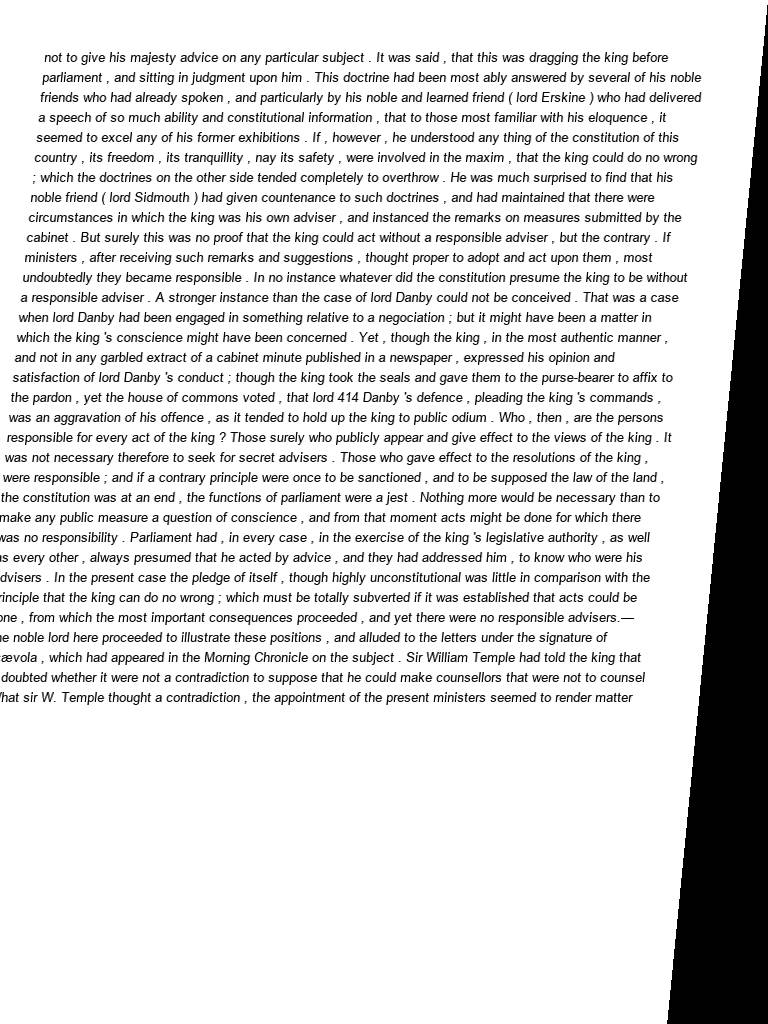 not to give his majesty advice on any particular subject . It was said , that this was dragging the king before
parliament , and sitting in judgment upon him . This doctrine had been most ably answered by several of his noble
friends who had already spoken , and particularly by his noble and learned friend ( lord Erskine ) who had delivered
a speech of so much ability and constitutional information , that to those most familiar with his eloquence , it
seemed to excel any of his former exhibitions . If , however , he understood any thing of the constitution of this
country , its freedom , its tranquillity , nay its safety , were involved in the maxim , that the king could do no wrong
; which the doctrines on the other side tended completely to overthrow . He was much surprised to find that his
noble friend ( lord Sidmouth ) had given countenance to such doctrines , and had maintained that there were
circumstances in which the king was his own adviser , and instanced the remarks on measures submitted by the
cabinet . But surely this was no proof that the king could act without a responsible adviser , but the contrary . If
ministers , after receiving such remarks and suggestions , thought proper to adopt and act upon them , most
undoubtedly they became responsible . In no instance whatever did the constitution presume the king to be without
a responsible adviser . A stronger instance than the case of lord Danby could not be conceived . That was a case
when lord Danby had been engaged in something relative to a negociation ; but it might have been a matter in
which the king 's conscience might have been concerned . Yet , though the king , in the most authentic manner ,
and not in any garbled extract of a cabinet minute published in a newspaper , expressed his opinion and
satisfaction of lord Danby 's conduct ; though the king took the seals and gave them to the purse-bearer to affix to
the pardon , yet the house of commons voted , that lord 414 Danby 's defence , pleading the king 's commands ,
was an aggravation of his offence , as it tended to hold up the king to public odium . Who , then , are the persons
responsible for every act of the king ? Those surely who publicly appear and give effect to the views of the king . It
was not necessary therefore to seek for secret advisers . Those who gave effect to the resolutions of the king ,
were responsible ; and if a contrary principle were once to be sanctioned , and to be supposed the law of the land ,
the constitution was at an end , the functions of parliament were a jest . Nothing more would be necessary than to
make any public measure a question of conscience , and from that moment acts might be done for which there
was no responsibility . Parliament had , in every case , in the exercise of the king 's legislative authority , as well
as every other , always presumed that he acted by advice , and they had addressed him , to know who were his
dvisers . In the present case the pledge of itself , though highly unconstitutional was little in comparison with the
rinciple that the king can do no wrong ; which must be totally subverted if it was established that acts could be
one , from which the most important consequences proceeded , and yet there were no responsible advisers.—
he noble lord here proceeded to illustrate these positions , and alluded to the letters under the signature of
cævola , which had appeared in the Morning Chronicle on the subject . Sir William Temple had told the king that
doubted whether it were not a contradiction to suppose that he could make counsellors that were not to counsel
What sir W. Temple thought a contradiction , the appointment of the present ministers seemed to render matter